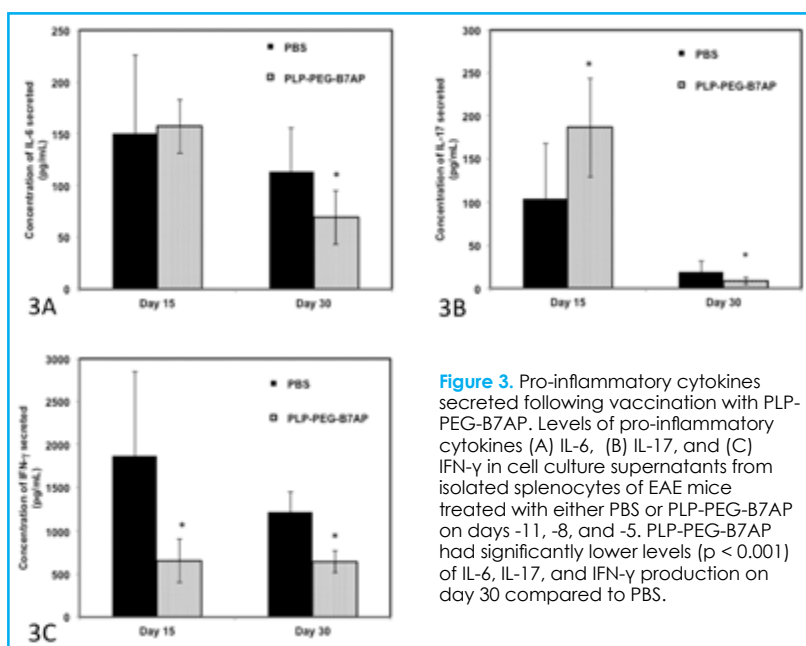 300
250
200
150
100
50
0
Concentration of IL-6 secreted
(pg/mL)
PBS
PLP-PEG-B7AP
*
Day 15
Day 30
3A
300
250
200
150
100
50
0
Concentration of IL-17 secreted
(pg/mL)
PBS
PLP-PEG-B7AP
*
*
Day 15
Day 30
3B
3000
2500
2000
1500
1000
500
0
Concentration of IFN-γ secreted
(pg/mL)
PBS
PLP-PEG-B7AP
*
*
Day 15
Day 30
3C
Figure 3. Pro-inflammatory cytokines
secreted following vaccination with PLP-
PEG-B7AP. Levels of pro-inflammatory
cytokines (A) IL-6, (B) IL-17, and (C)
IFN-γ in cell culture supernatants from
isolated splenocytes of EAE mice
treated with either PBS or PLP-PEG-B7AP
on days -11, -8, and -5. PLP-PEG-B7AP
had significantly lower levels (p < 0.001)
of IL-6, IL-17, and IFN-γ production on
day 30 compared to PBS.